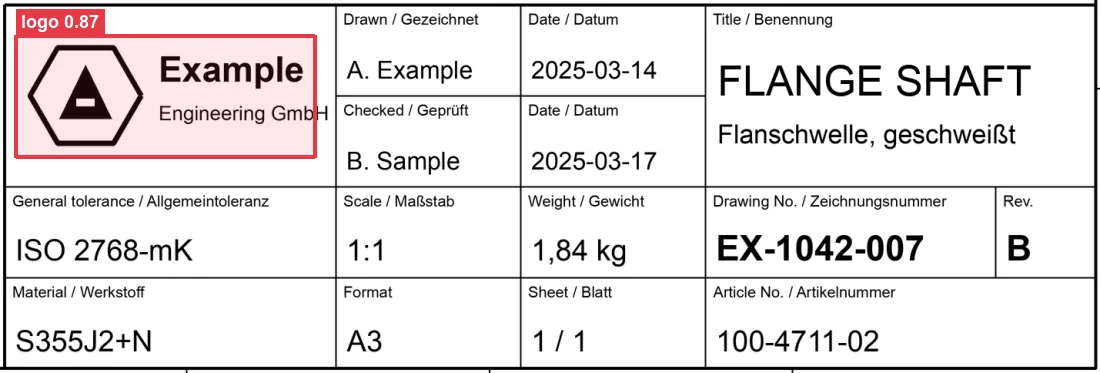 logo 0.87
Example
Engineering GmbH
Drawn / Gezeichnet
A. Example
Date / Datum
2025-03-14
Checked / Geprüft
B. Sample
Date / Datum
2025-03-17
Title / Benennung
FLANGE SHAFT
Flanschwelle, geschweißt
General tolerance / Allgemeintoleranz
ISO 2768-mK
Scale / Maßstab
1:1
Weight / Gewicht
1,84 kg
Drawing No. / Zeichnungsnummer
EX-1042-007
Rev.
B
Material / Werkstoff
S355J2+N
Format
A3
Sheet / Blatt
1 / 1
Article No. / Artikelnummer
100-4711-02